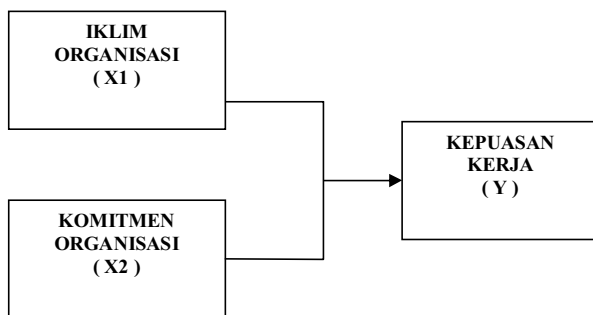 IKLIM
ORGANISASI
( X1 )
KEPUASAN
KERJA
( Y )
KOMITMEN
ORGANISASI
( X2 )